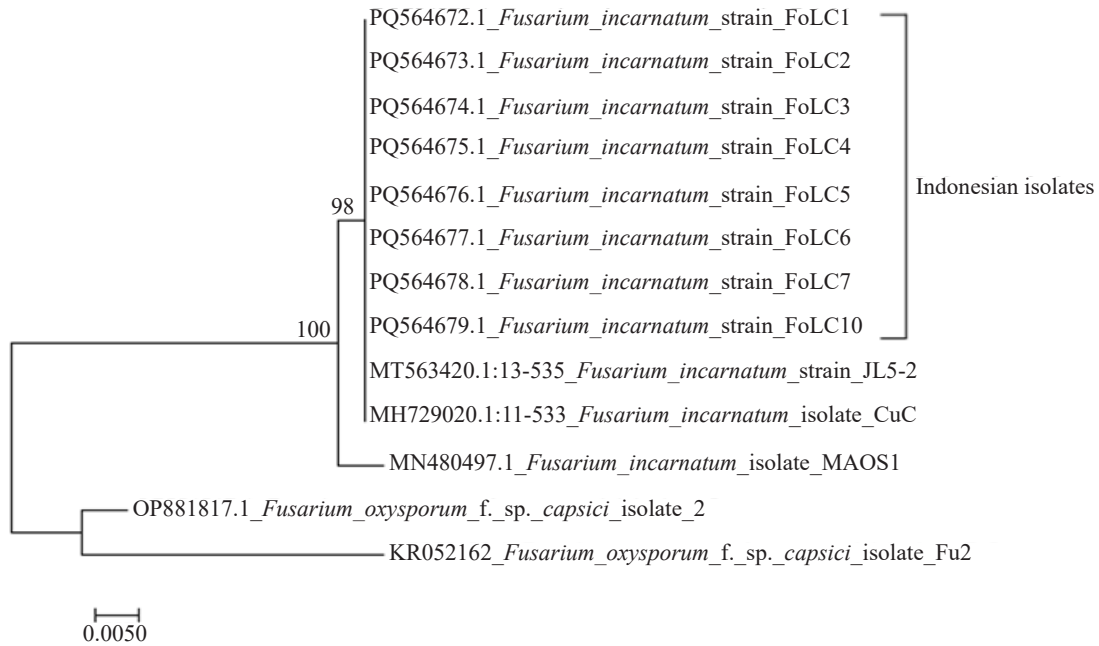 PQ564672.1_Fusarium_incarnatum_strain_FoLC1
PQ564673.1_Fusarium_incarnatum_strain_FoLC2
PQ564674.1_Fusarium_incarnatum_strain_FoLC3
PQ564675.1_Fusarium_incarnatum_strain_FoLC4
PQ564676.1_Fusarium_incarnatum_strain_FoLC5
Indonesian isolates
98
PQ564677.1_Fusarium_incarnatum_strain_FoLC6
PQ564678.1_Fusarium_incarnatum_strain_FoLC7
PQ564679.1_Fusarium_incarnatum_strain_FoLC10
100
MT563420.1:13-535_Fusarium_incarnatum_strain_JL5-2
MH729020.1:11-533_Fusarium_incarnatum_isolate_CuC
MN480497.1_Fusarium_incarnatum_isolate_MAOS1
OP881817.1_Fusarium_oxysporum_f._sp._capsici_isolate_2
KR052162_Fusarium_oxysporum_f._sp._capsici_isolate_Fu2
0.0050